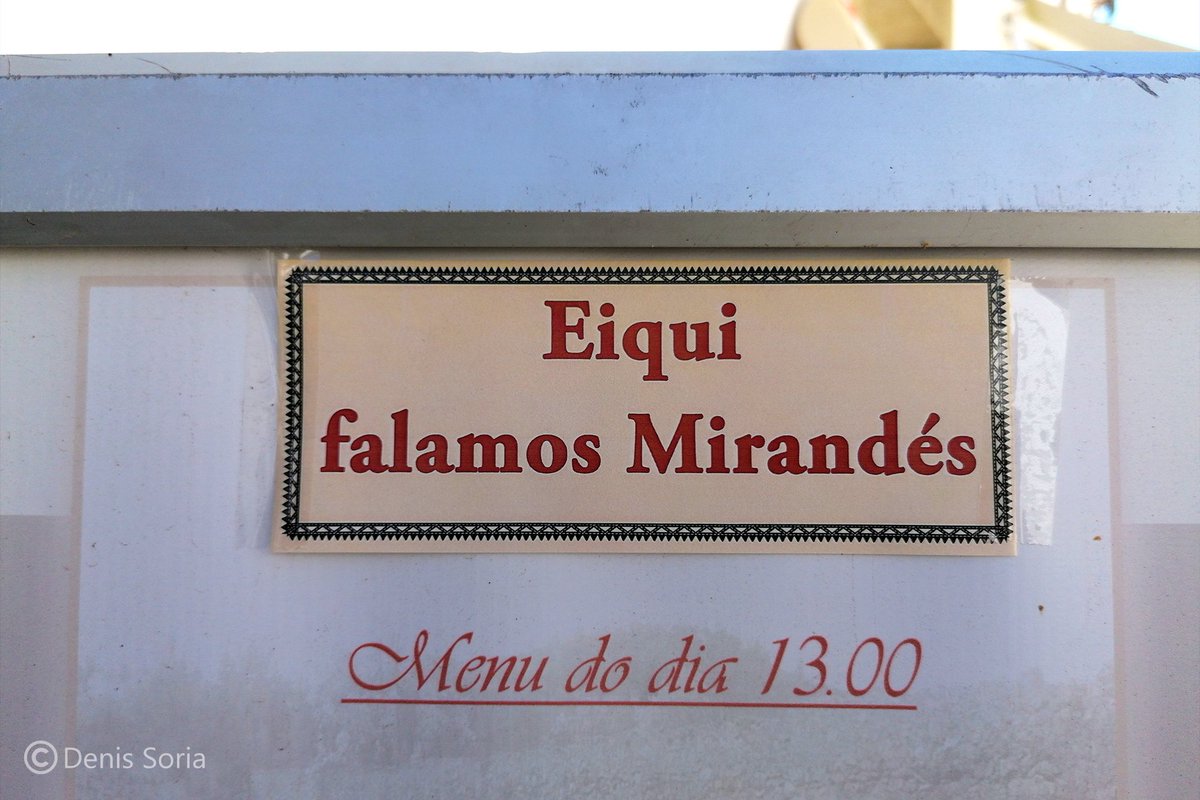 Eiqui
falamos Mirandés
Menu do dia 13.00
©Denis Soria